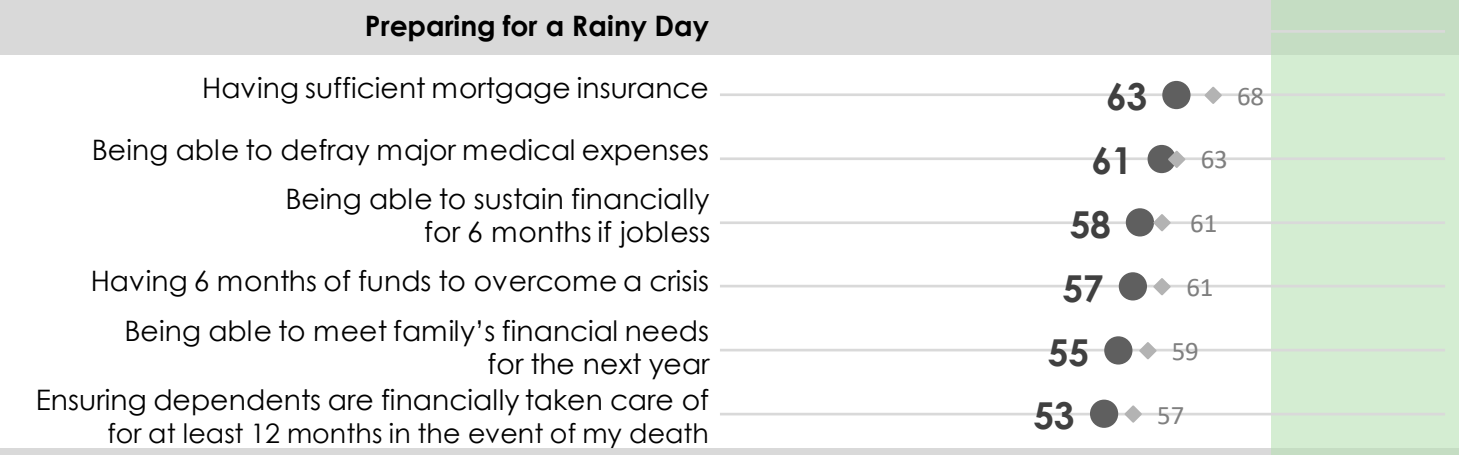 Preparing for a Rainy Day
Having sufficient mortgage insurance
63 68
Being able to defray major medical expenses
61 63
Being able to sustain financially
for 6 months if jobless
58 61
Having 6 months of funds to overcome a crisis
57 61
Being able to meet family’s financial needs
for the next year
55 59
Ensuring dependents are financially taken care of
for at least 12 months in the event of my death
53 57